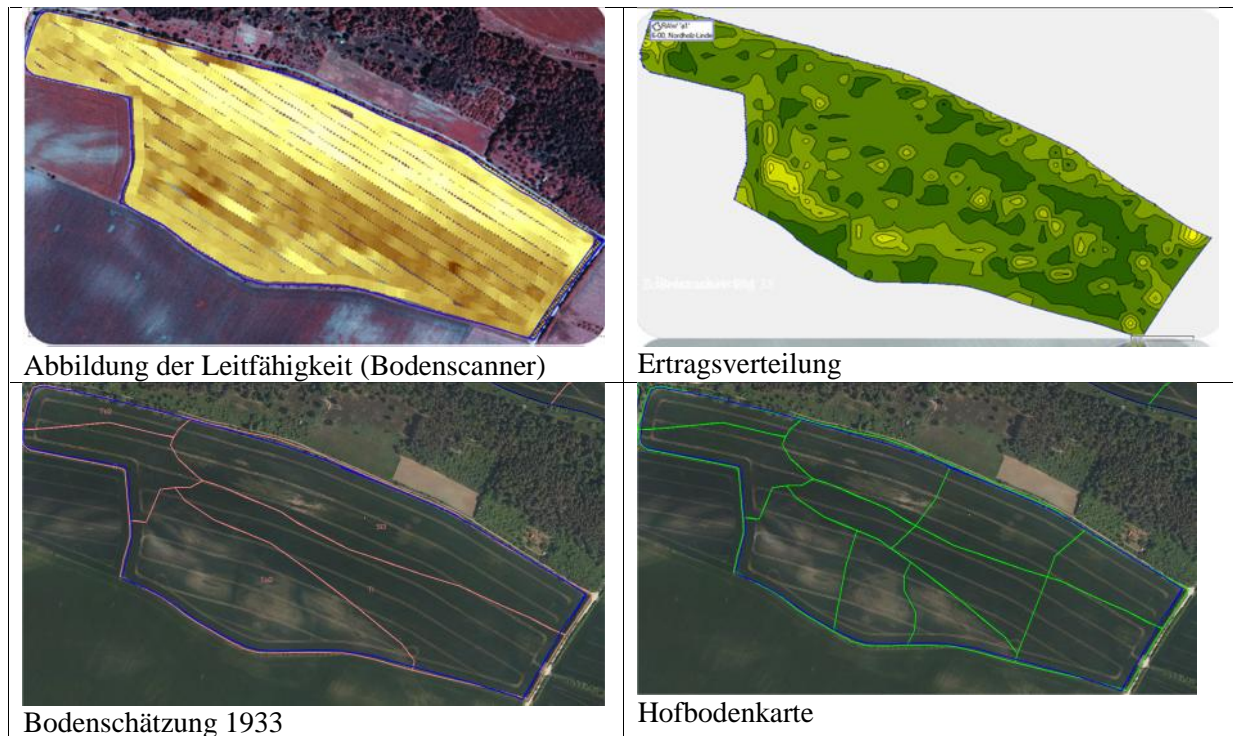 Abbildung der Leitfähigkeit (Bodenscanner)
Ertragsverteilung
Bodenschätzung 1933
Hofbodenkarte